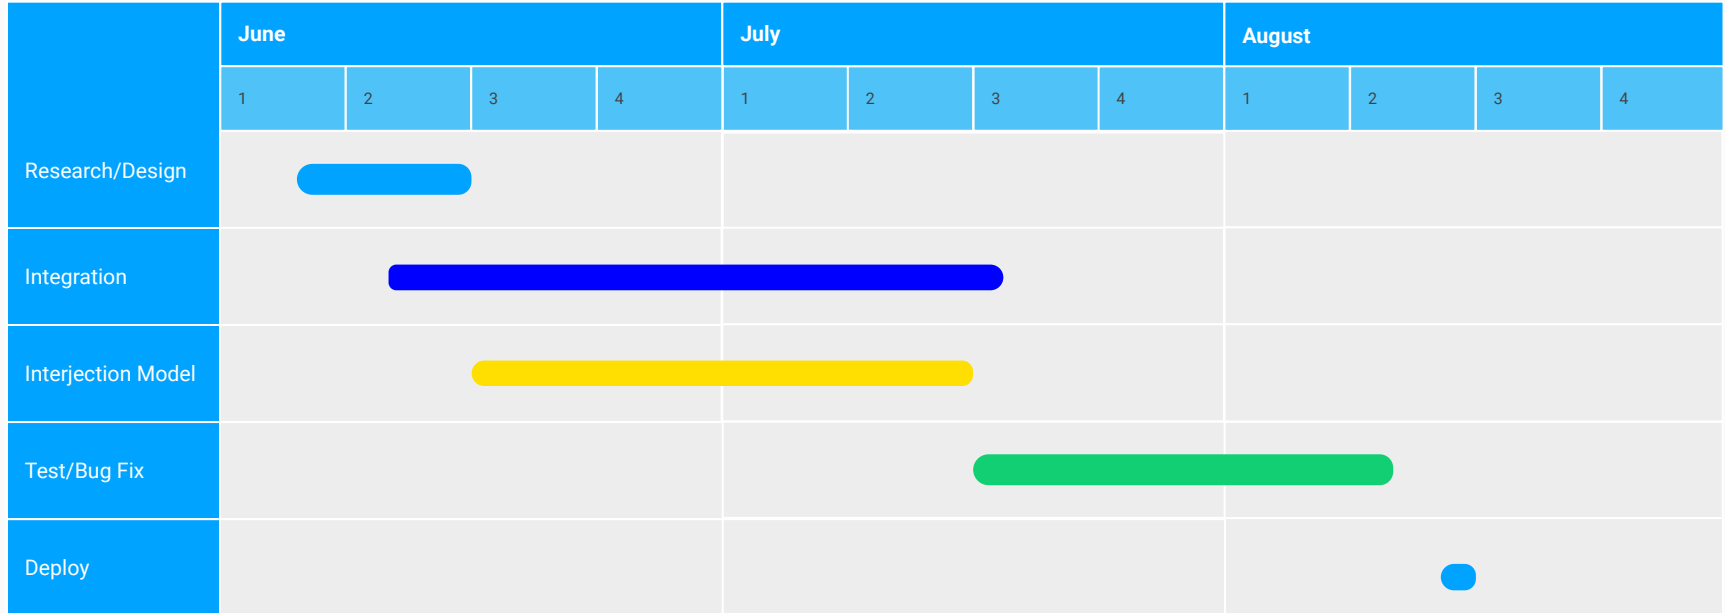 June July August
1 2 3 4 1 2 3 4 1 2 3 4
Research/Design
Integration
Interjection Model
Test/Bug Fix
Deploy